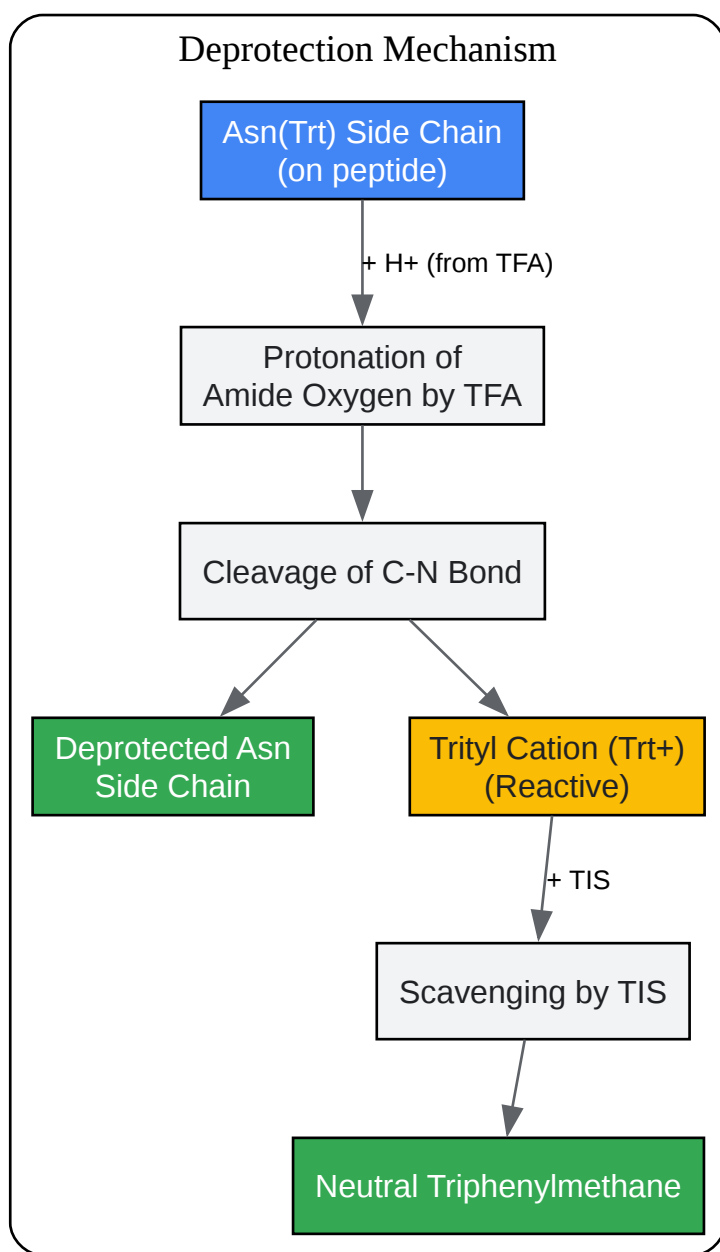 Deprotection Mechanism
Asn(Trt) Side Chain
(on peptide)
+ H+ (from TFA)
Protonation of
Amide Oxygen by TFA
Cleavage of C-N Bond
Deprotected Asn
Side Chain
Trityl Cation (Trt+)
(Reactive)
+ TIS
Scavenging by TIS
Neutral Triphenylmethane